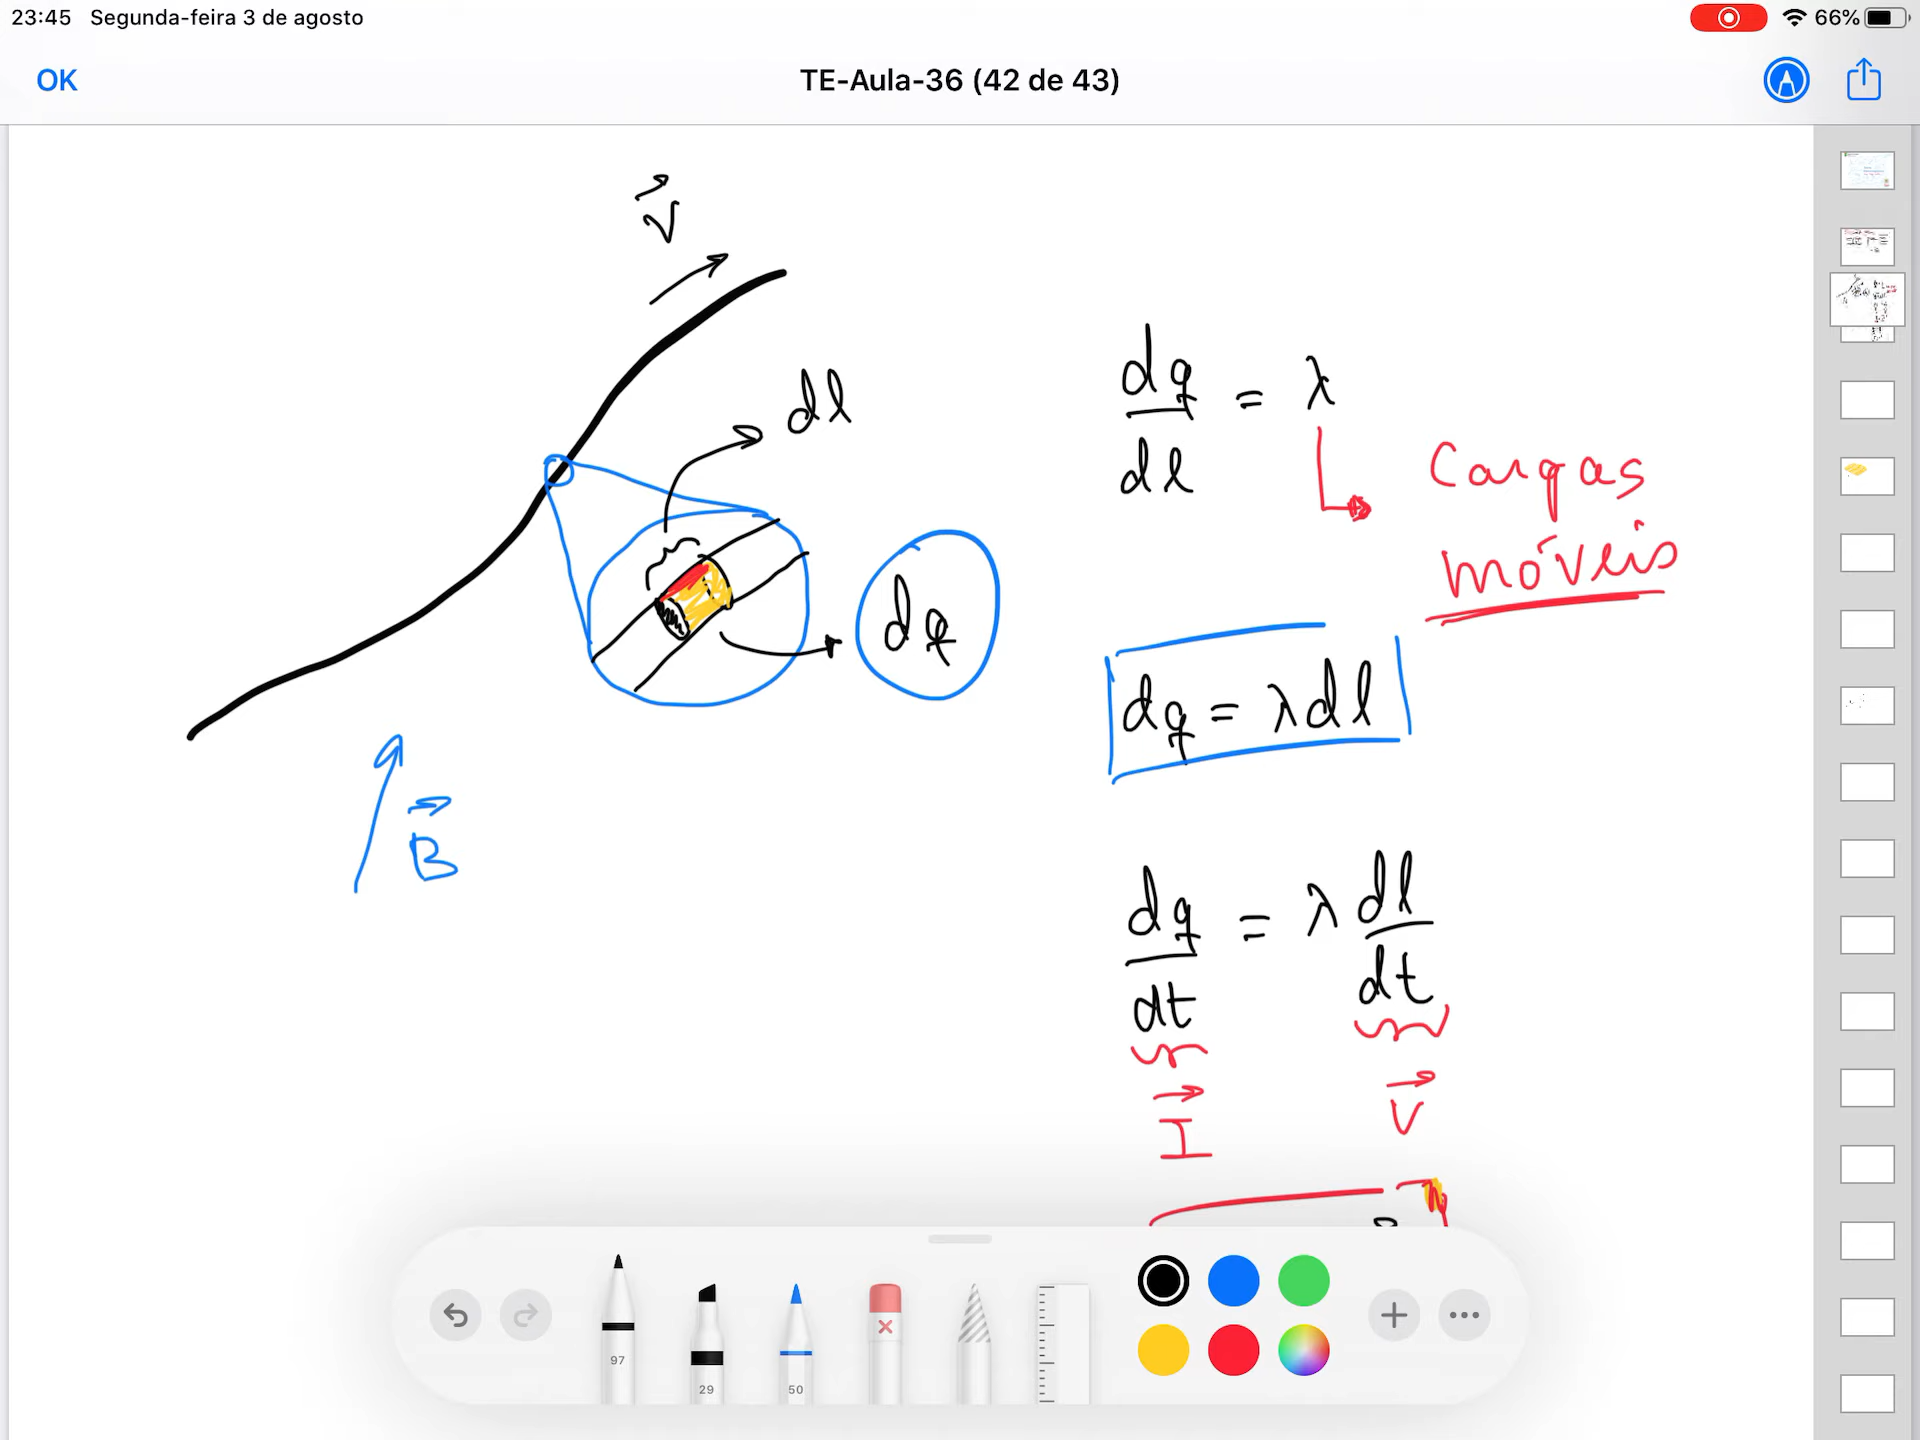 23:45 Segunda-feira 3 de agosto
66%
OK
TE-Aula-36 (42 de 43)
V
dl
dq
B
dq
dl
= λ
Cargas
móveis
dq = λdl
dq
dt
= λ
dl
dt
I
V
97
29
50